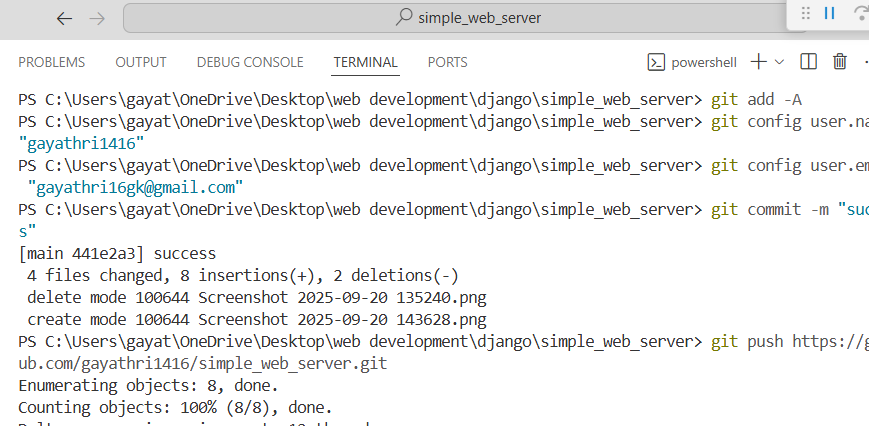 simple_web_server
PROBLEMS OUTPUT DEBUG CONSOLE TERMINAL PORTS powershell
PS C:\Users\gayat\OneDrive\Desktop\web development\django\simple_web_server> git add -A
PS C:\Users\gayat\OneDrive\Desktop\web development\django\simple_web_server> git config user.na
"gayathri1416"
PS C:\Users\gayat\OneDrive\Desktop\web development\django\simple_web_server> git config user.em
"gayathri16gk@gmail.com"
PS C:\Users\gayat\OneDrive\Desktop\web development\django\simple_web_server> git commit -m "suc
s"
[main 441e2a3] success
4 files changed, 8 insertions(+), 2 deletions(-)
delete mode 100644 Screenshot 2025-09-20 135240.png
create mode 100644 Screenshot 2025-09-20 143628.png
PS C:\Users\gayat\OneDrive\Desktop\web development\django\simple_web_server> git push https://g
ub.com/gayathri1416/simple_web_server.git
Enumerating objects: 8, done.
Counting objects: 100% (8/8), done.